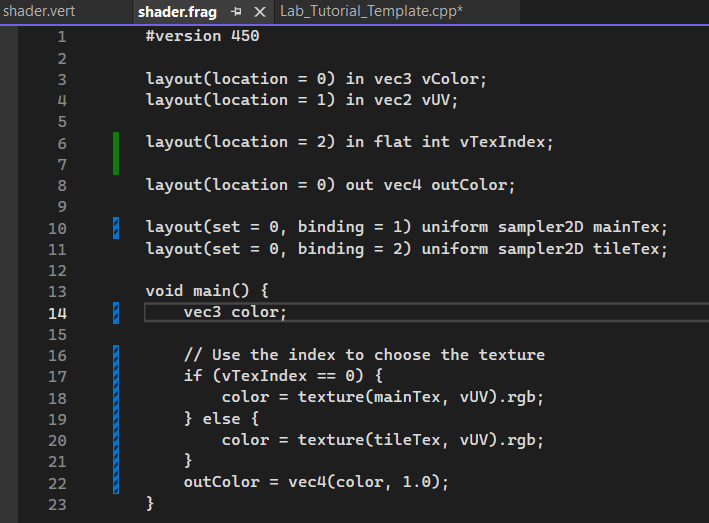 shader.vert shader.frag Lab_Tutorial_Template.cpp*
1 #version 450
2
3 layout(location = 0) in vec3 vColor;
4 layout(location = 1) in vec2 vUV;
5
6 layout(location = 2) in flat int vTexIndex;
7
8 layout(location = 0) out vec4 outColor;
9
10 layout(set = 0, binding = 1) uniform sampler2D mainTex;
11 layout(set = 0, binding = 2) uniform sampler2D tileTex;
12
13 void main() {
14     vec3 color;
15
16     // Use the index to choose the texture
17     if (vTexIndex == 0) {
18         color = texture(mainTex, vUV).rgb;
19     } else {
20         color = texture(tileTex, vUV).rgb;
21     }
22     outColor = vec4(color, 1.0);
23 }